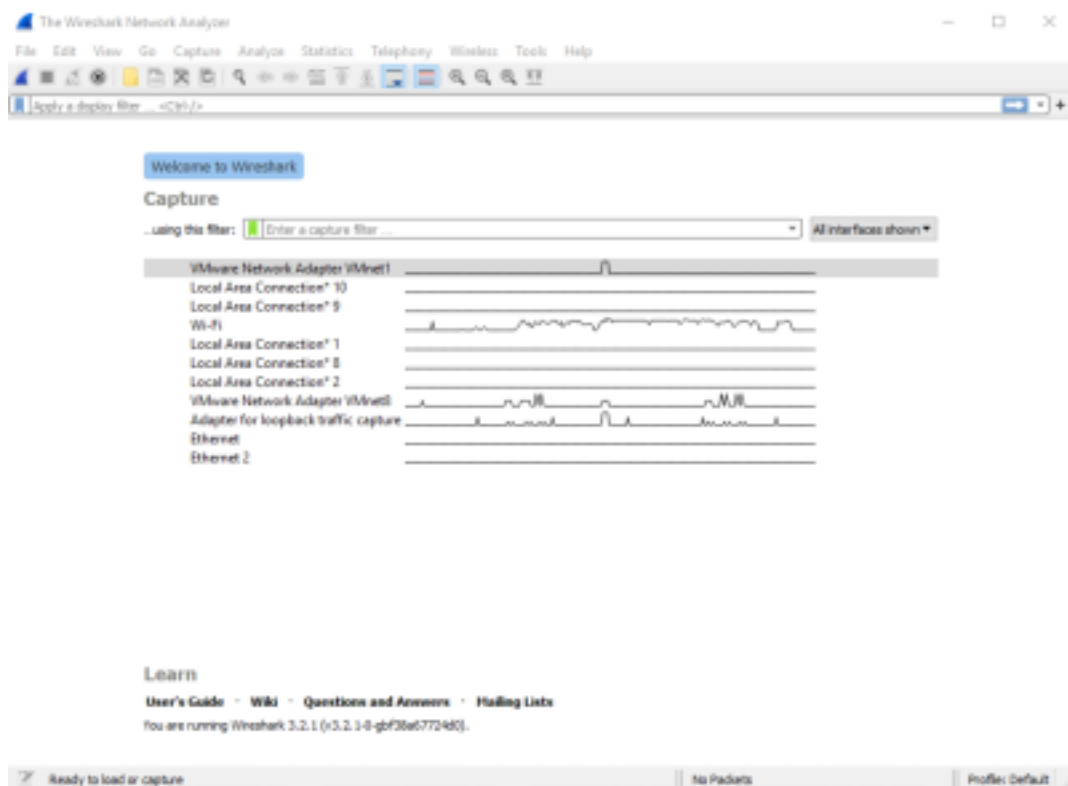 The Wireshark Network Analyzer
File Edit View Go Capture Analyze Statistics Telephony Wireless Tools Help
Apply a display filter ... <Ctrl-/>
Welcome to Wireshark
Capture
...using this filter: Enter a capture filter ... All interfaces shown
VMware Network Adapter VMnet1
Local Area Connection* 10
Local Area Connection* 9
Wi-Fi
Local Area Connection* 1
Local Area Connection* 8
Local Area Connection* 2
VMware Network Adapter VMnet8
Adapter for loopback traffic capture
Ethernet
Ethernet 2
Learn
User's Guide · Wiki · Questions and Answers · Mailing Lists
You are running Wireshark 3.2.1 (v3.2.1-0-gbf38a67724d0).
Ready to load or capture No Packets Profile: Default